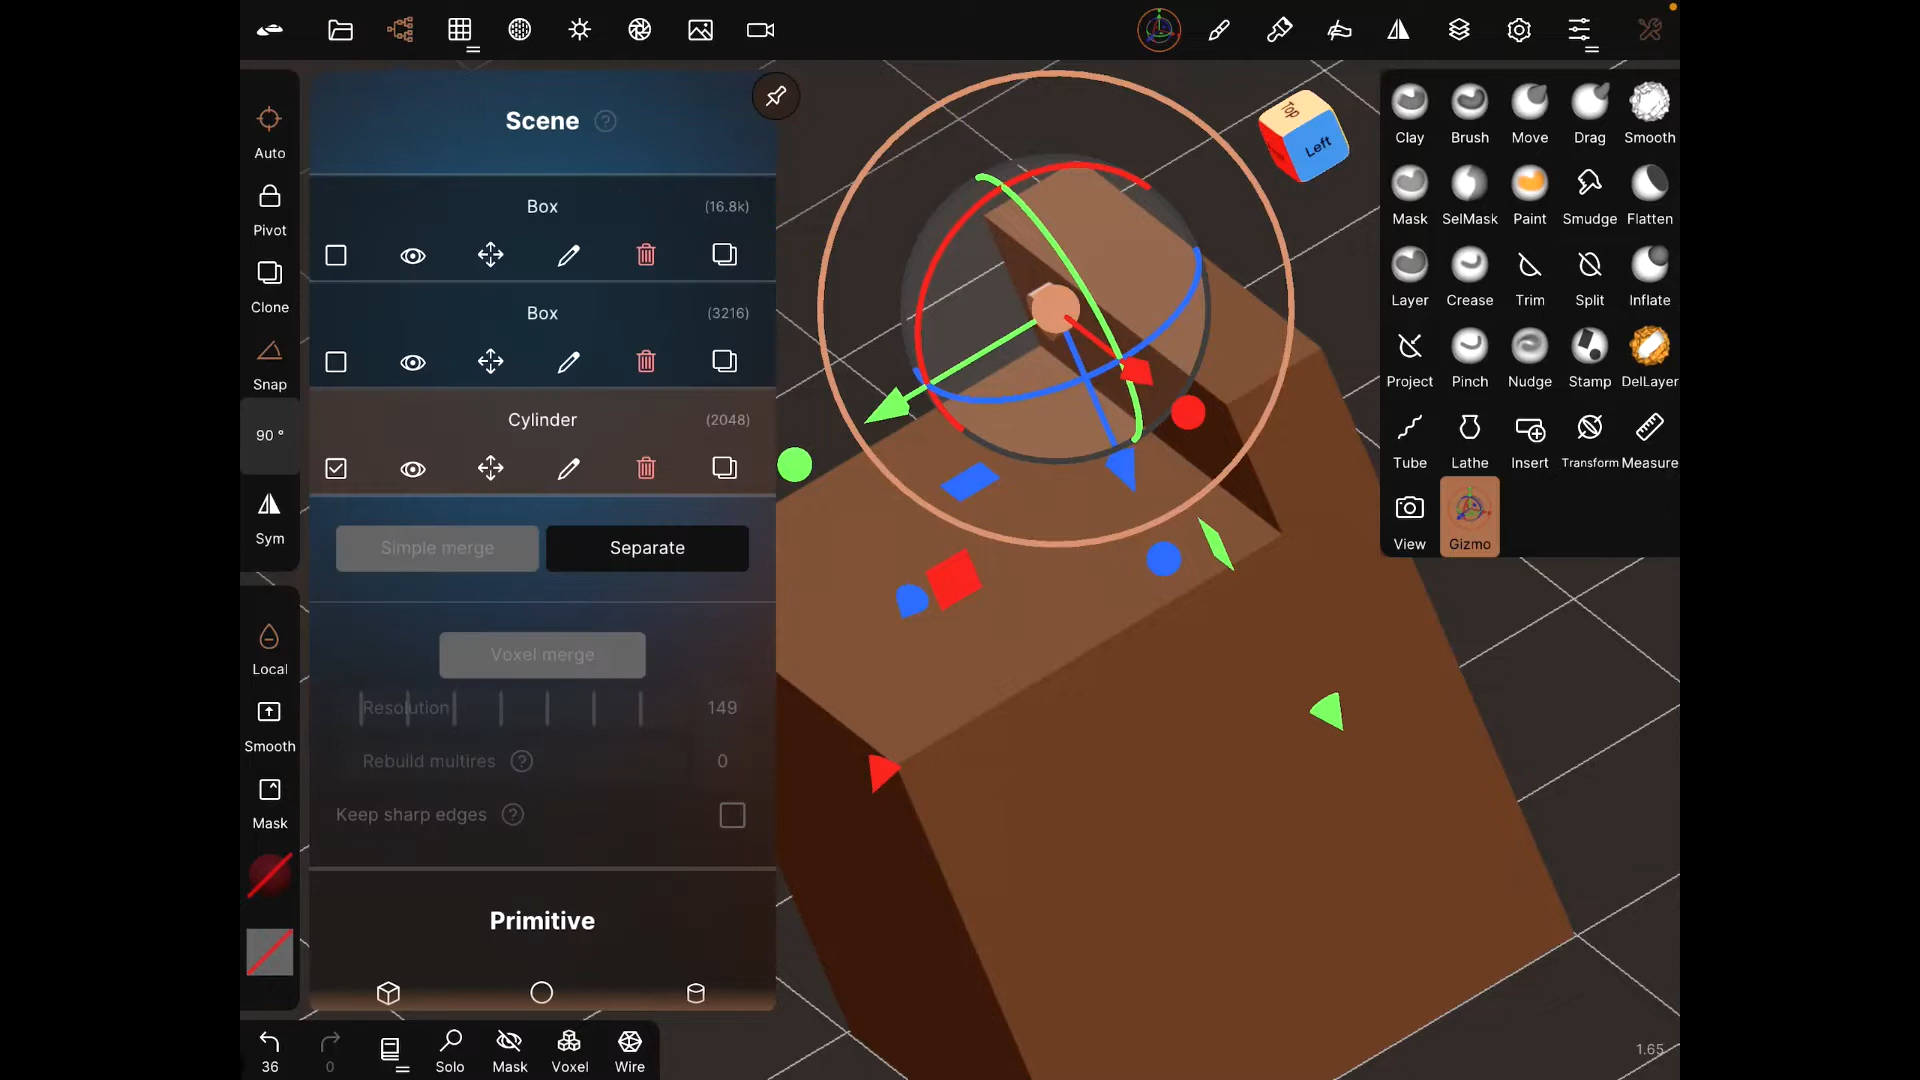 Auto
Pivot
Clone
Snap
90 °
Sym
Local
Smooth
Mask
Scene ?
Box (16.8k)
Box (3216)
Cylinder (2048)
Simple merge Separate
Voxel merge
Resolution 149
Rebuild multires ? 0
Keep sharp edges ?
Primitive
36 0 Solo Mask Voxel Wire
Top
Left
Clay Brush Move Drag Smooth
Mask SelMask Paint Smudge Flatten
Layer Crease Trim Split Inflate
Project Pinch Nudge Stamp DelLayer
Tube Lathe Insert Transform Measure
View Gizmo
1.65